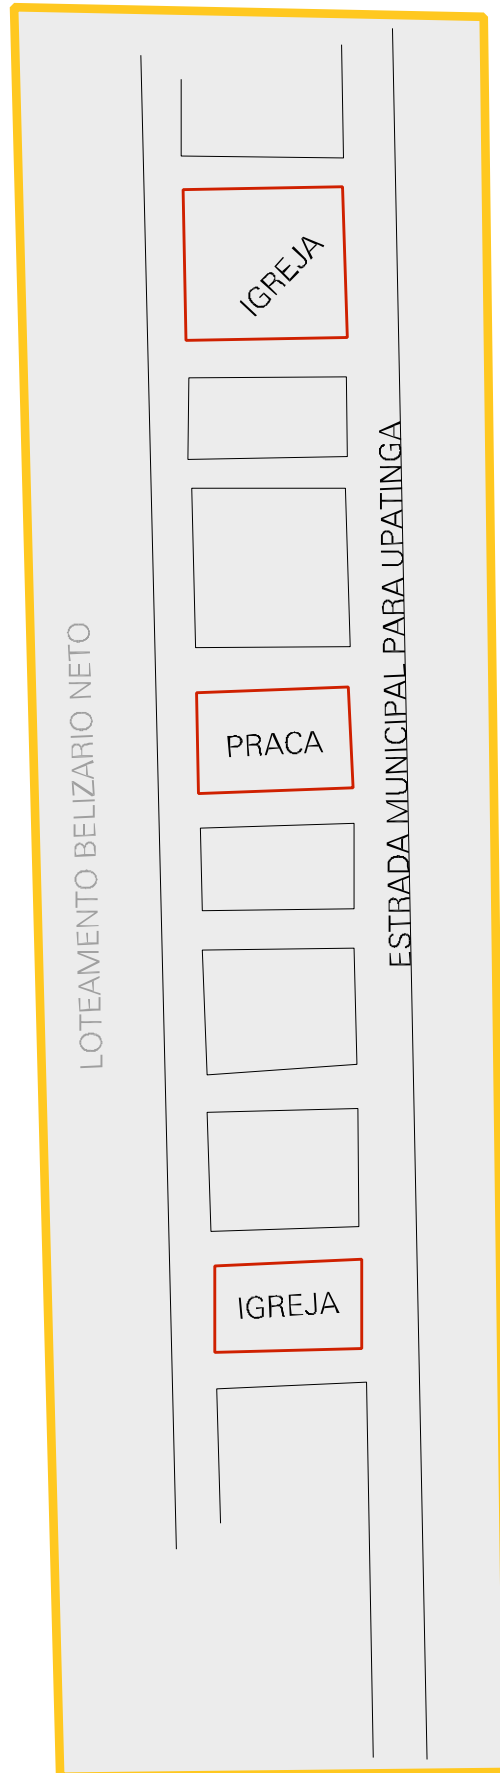 IGREJA
ESTRADA MUNICIPAL PARA UPATINGA
LOTEAMENTO BELIZARIO NETO
PRACA
IGREJA